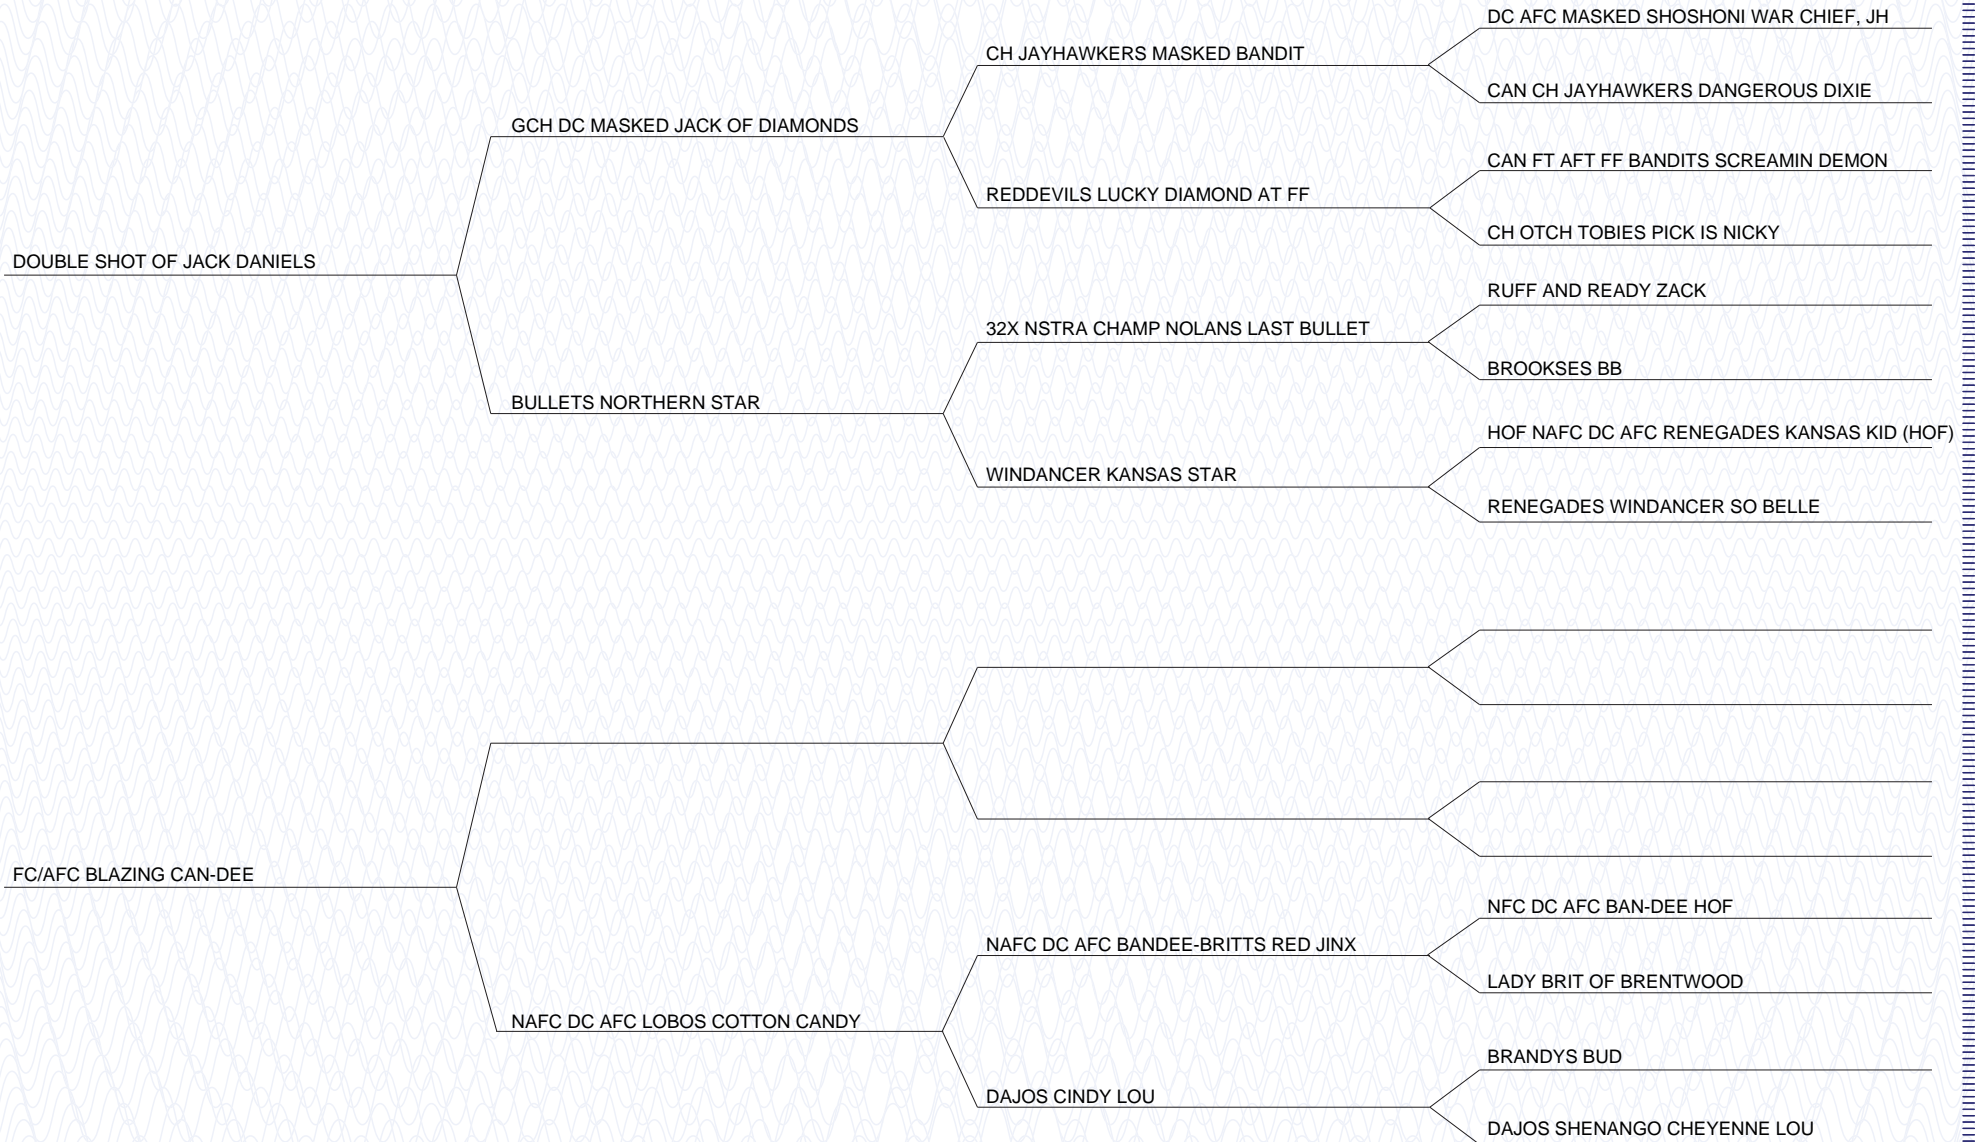 DC AFC MASKED SHOSHONI WAR CHIEF, JH
CH JAYHAWKERS MASKED BANDIT
CAN CH JAYHAWKERS DANGEROUS DIXIE
GCH DC MASKED JACK OF DIAMONDS
CAN FT AFT FF BANDITS SCREAMIN DEMON
REDDEVILS LUCKY DIAMOND AT FF
CH OTCH TOBIES PICK IS NICKY
DOUBLE SHOT OF JACK DANIELS
RUFF AND READY ZACK
32X NSTRA CHAMP NOLANS LAST BULLET
BROOKSES BB
BULLETS NORTHERN STAR
HOF NAFC DC AFC RENEGADES KANSAS KID (HOF)
WINDANCER KANSAS STAR
RENEGADES WINDANCER SO BELLE
FC/AFC BLAZING CAN-DEE
NFC DC AFC BAN-DEE HOF
NAFC DC AFC BANDEE-BRITTS RED JINX
LADY BRIT OF BRENTWOOD
NAFC DC AFC LOBOS COTTON CANDY
BRANDYS BUD
DAJOS CINDY LOU
DAJOS SHENANGO CHEYENNE LOU